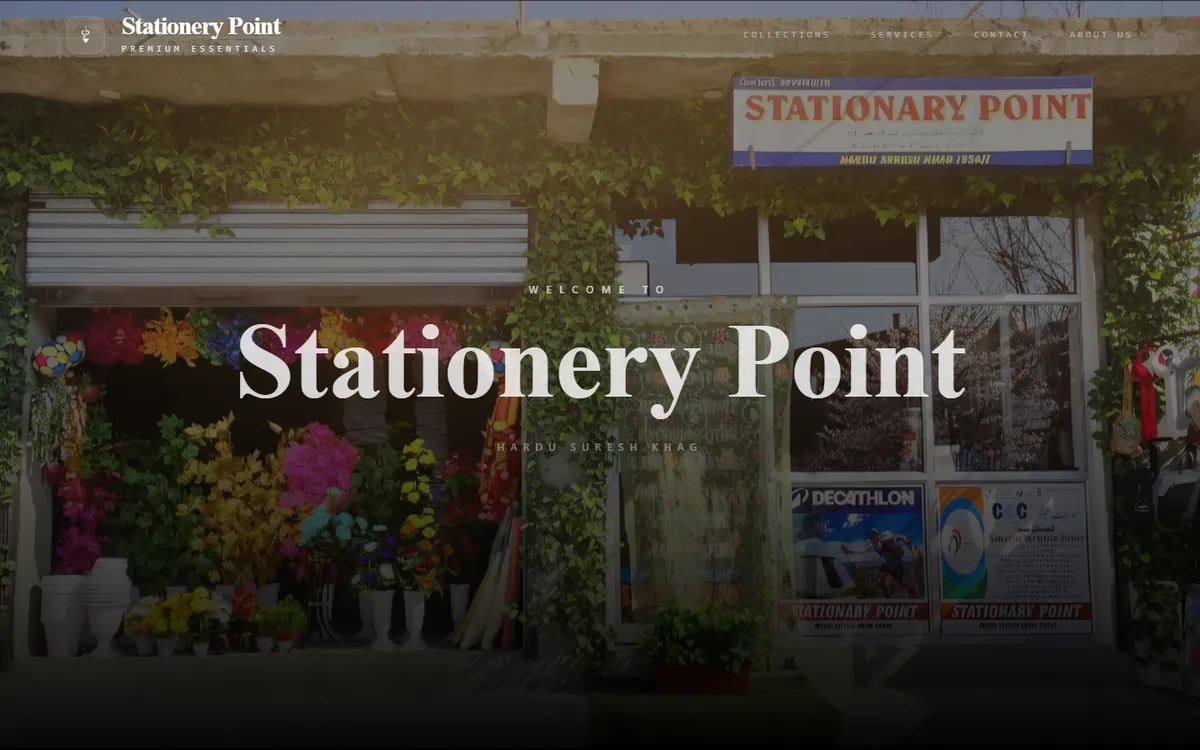 Stationery Point
PREMIUM ESSENTIALS
COLLECTIONS
SERVICES
CONTACT
ABOUT US
STATIONARY POINT
WELCOME TO
Stationery Point
HARDU SURESH KHAG
DECATHLON
C C
STATIONARY POINT
STATIONARY POINT